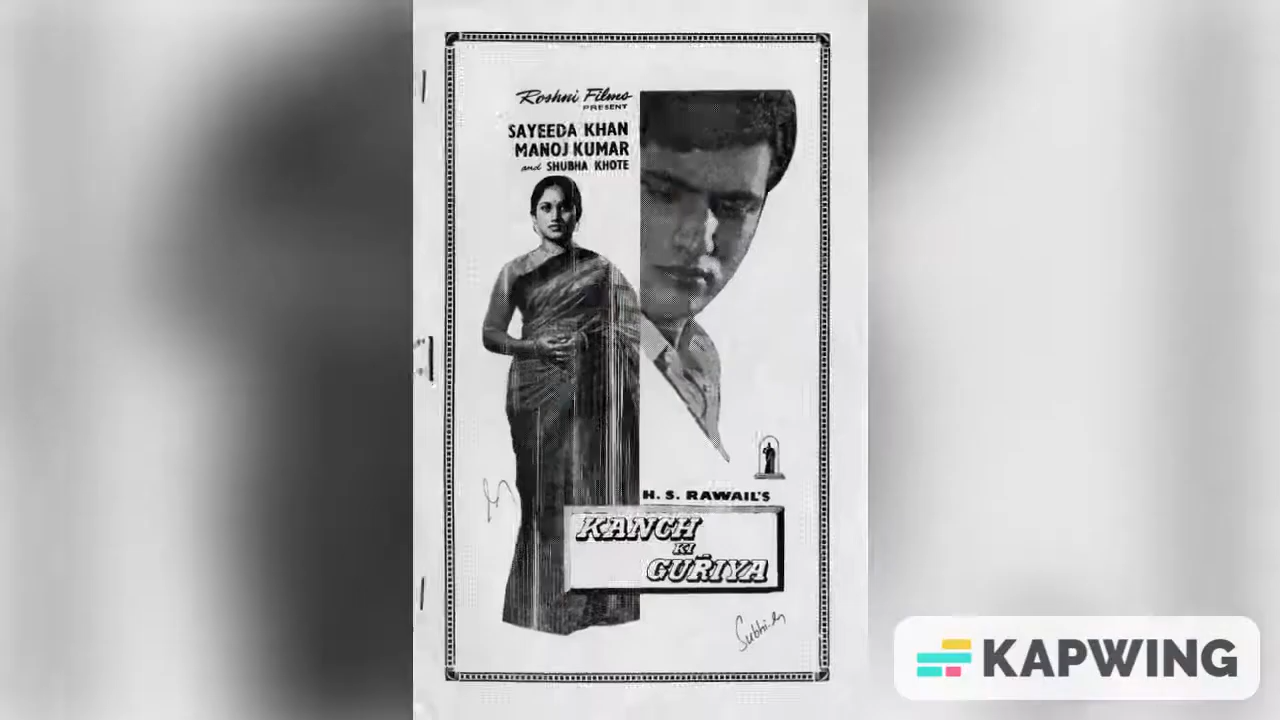 Roshni Films
PRESENT
SAYEEDA KHAN
MANOJ KUMAR
and SHUBHA KHOTE
H. S. RAWAIL'S
KANCH
KI
GURIYA
KAPWING